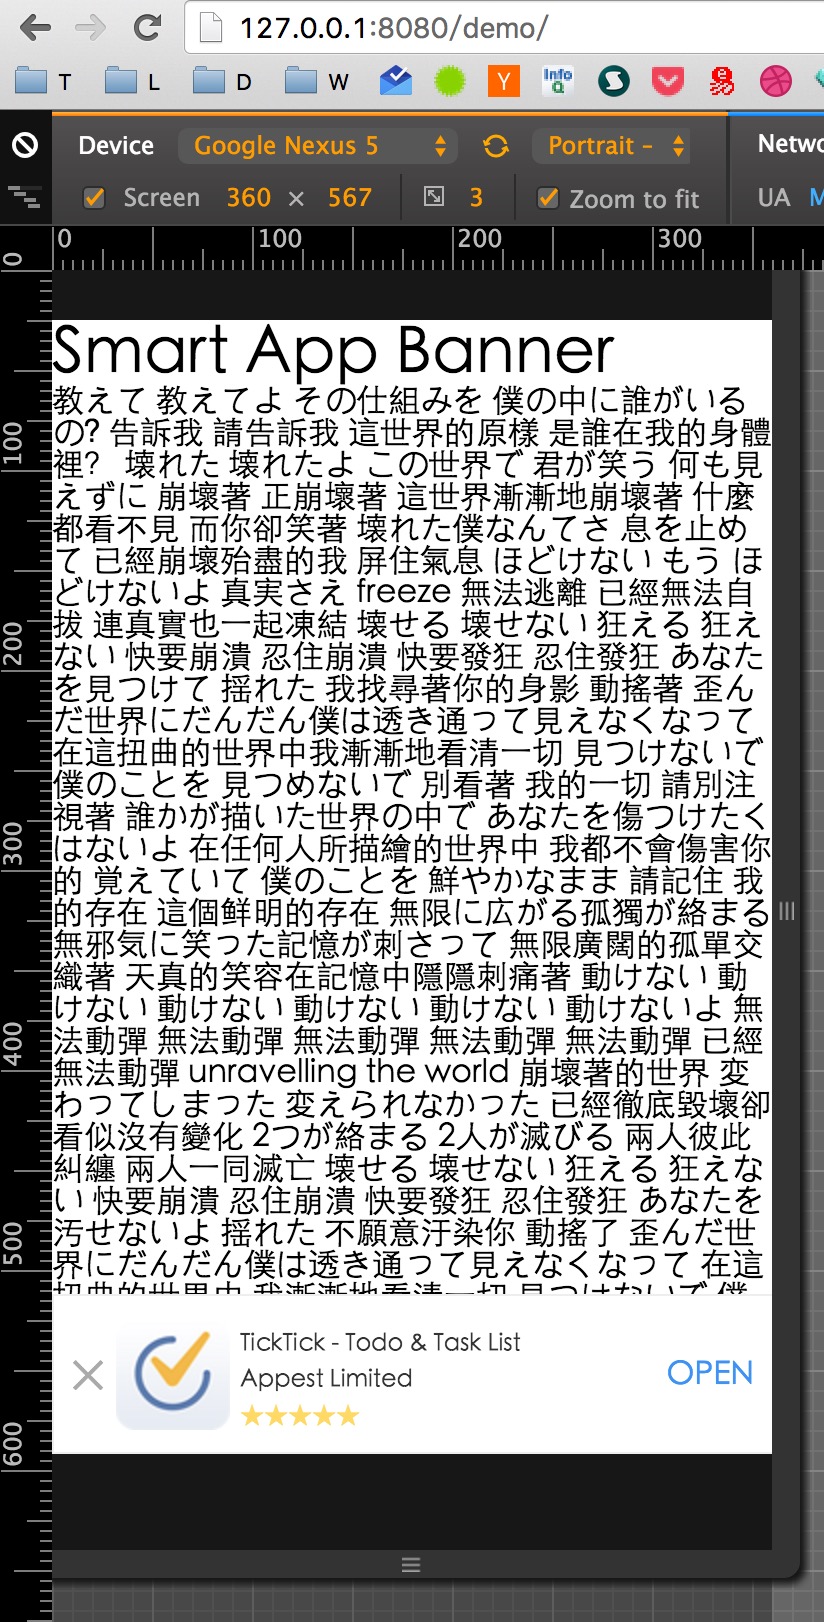 127.0.0.1:8080/demo/
T L D W
Device Google Nexus 5 Portrait -
Screen 360 × 567 3 Zoom to fit UA
0 100 200 300
0
100
200
300
400
500
600
Smart App Banner
教えて 教えてよ その仕組みを 僕の中に誰がいる
の? 告訴我 請告訴我 這世界的原樣 是誰在我的身體
裡? 壊れた 壊れたよ この世界で 君が笑う 何も見
えずに 崩壞著 正崩壞著 這世界漸漸地崩壞著 什麼
都看不見 而你卻笑著 壊れた僕なんてさ 息を止め
て 已經崩壞殆盡的我 屏住氣息 ほどけない もう ほ
どけないよ 真実さえ freeze 無法逃離 已經無法自
拔 連真實也一起凍結 壊せる 壊せない 狂える 狂え
ない 快要崩潰 忍住崩潰 快要發狂 忍住發狂 あなた
を見つけて 揺れた 我找尋著你的身影 動搖著 歪ん
だ世界にだんだん僕は透き通って見えなくなって
在這扭曲的世界中我漸漸地看清一切 見つけないで
僕のことを 見つめないで 別看著 我的一切 請別注
視著 誰かが描いた世界の中で あなたを傷つけたく
はないよ 在任何人所描繪的世界中 我都不會傷害你
的 覚えていて 僕のことを 鮮やかなまま 請記住 我
的存在 這個鲜明的存在 無限に広がる孤獨が絡まる
無邪気に笑った記憶が刺さって 無限廣闊的孤單交
織著 天真的笑容在記憶中隱隱刺痛著 動けない 動
けない 動けない 動けない 動けない 動けないよ 無
法動彈 無法動彈 無法動彈 無法動彈 無法動彈 已經
無法動彈 unravelling the world 崩壞著的世界 変
わってしまった 変えられなかった 已經徹底毀壞卻
看似沒有變化 2つが絡まる 2人が滅びる 兩人彼此
糾纏 兩人一同滅亡 壊せる 壊せない 狂える 狂えな
い 快要崩潰 忍住崩潰 快要發狂 忍住發狂 あなたを
汚せないよ 揺れた 不願意汙染你 動搖了 歪んだ世
界にだんだん僕は透き通って見えなくなって 在這
扭曲的世界中 我漸漸地看清一切 見つけないで 僕
TickTick - Todo & Task List
Appest Limited
OPEN